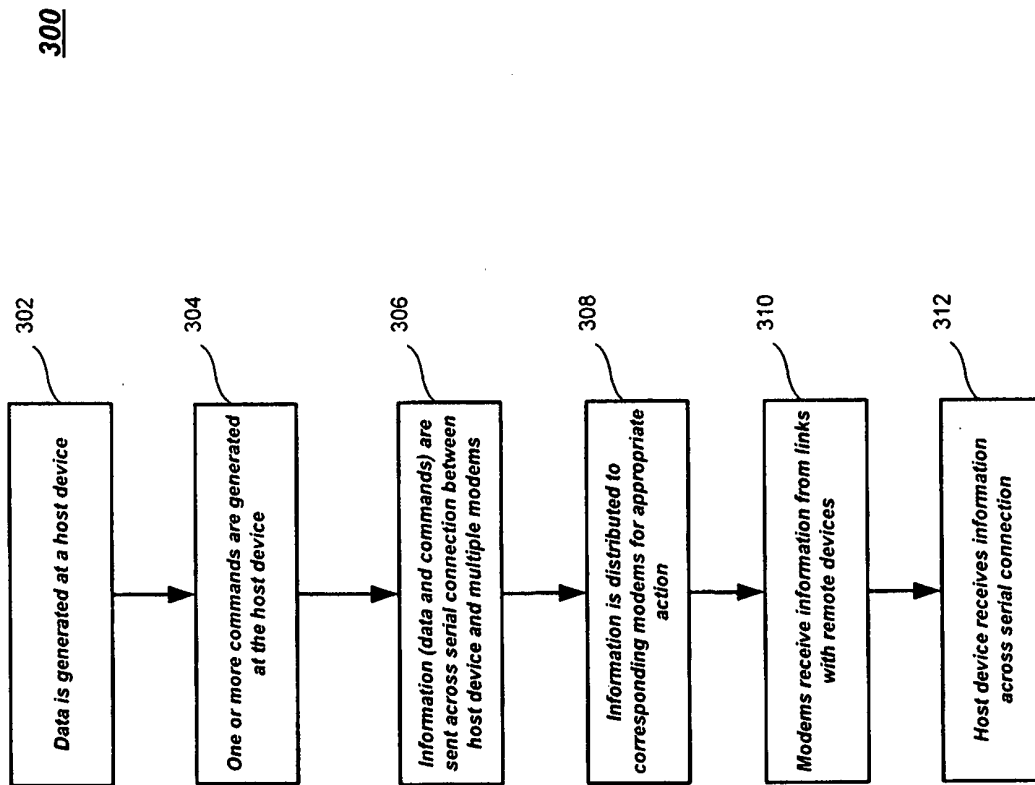 300
302
Data is generated at a host device
304
One or more commands are generated
at the host device
306
Information (data and commands) are
sent across serial connection between
host device and multiple modems
308
Information is distributed to
corresponding modems for appropriate
action
310
Modems receive information from links
with remote devices
312
Host device receives information
across serial connection